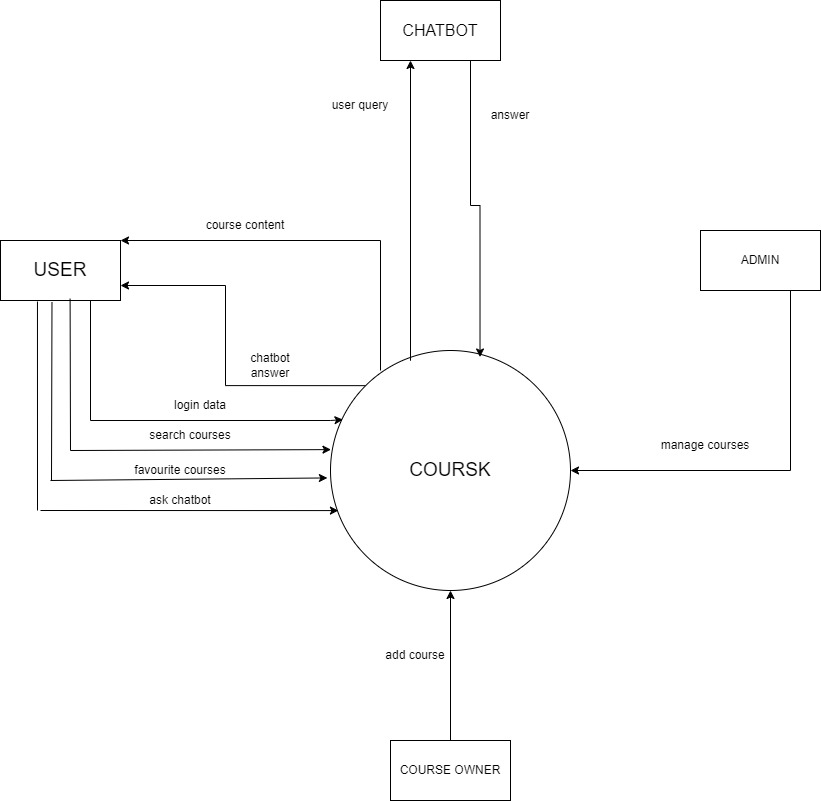 CHATBOT
user query
answer
course content
USER
ADMIN
chatbot
answer
login data
search courses
favourite courses
ask chatbot
COURSK
manage courses
add course
COURSE OWNER